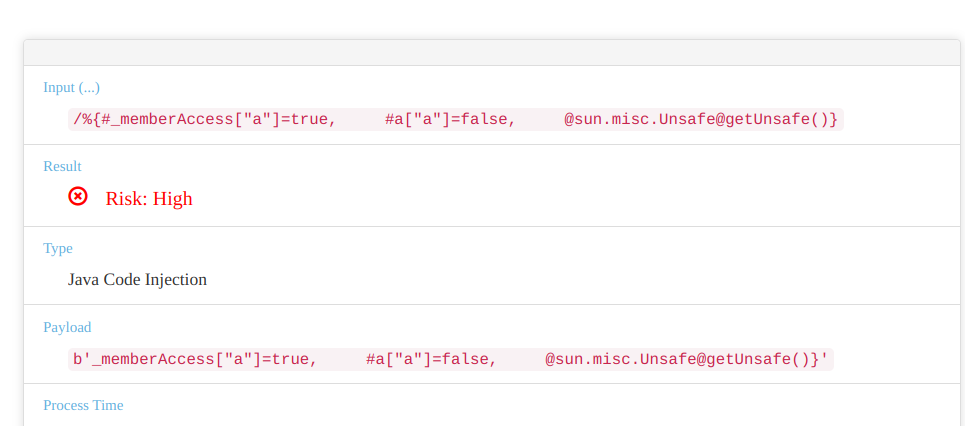 Input (...)
/%{#_memberAccess["a"]=true,     #a["a"]=false,     @sun.misc.Unsafe@getUnsafe()}
Result
Risk: High
Type
Java Code Injection
Payload
b'_memberAccess["a"]=true,     #a["a"]=false,     @sun.misc.Unsafe@getUnsafe()}'
Process Time